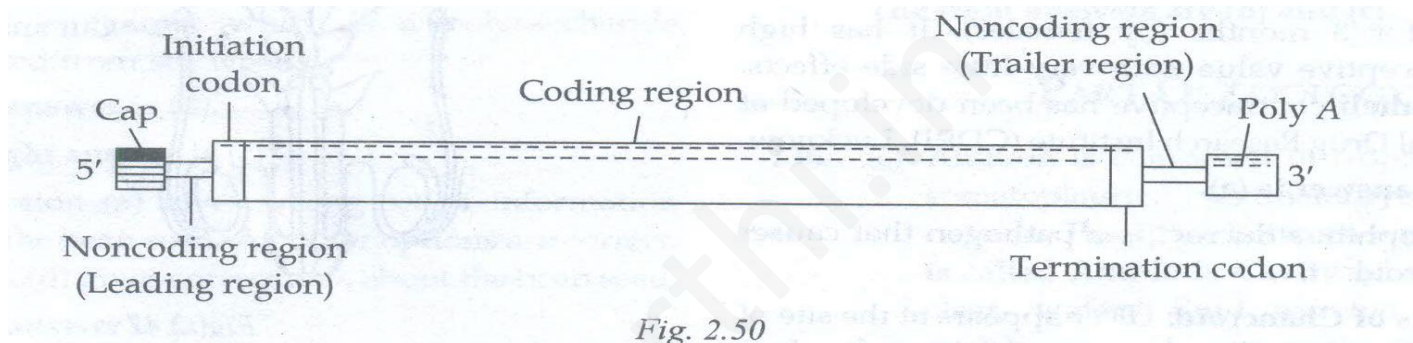 Initiation
codon
Noncoding region
(Trailer region)
Cap
Coding region
Poly A
5′
3′
Noncoding region
(Leading region)
Termination codon
Fig. 2.50